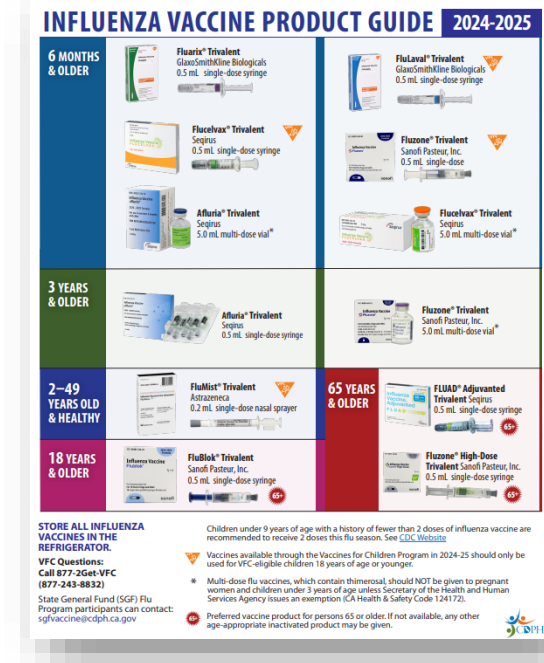 INFLUENZA VACCINE PRODUCT GUIDE 2024-2025
6 MONTHS
& OLDER
Fluarix® Trivalent
GlaxoSmithKline Biologicals
0.5 mL single-dose syringe
FluLaval® Trivalent
GlaxoSmithKline Biologicals
0.5 mL single-dose syringe
Flucelvax® Trivalent
Seqirus
0.5 mL single-dose syringe
Fluzone® Trivalent
Sanofi Pasteur, Inc.
0.5 mL single-dose
Afluria® Trivalent
Seqirus
5.0 mL multi-dose vial*
Flucelvax® Trivalent
Seqirus
5.0 mL multi-dose vial*
3 YEARS
& OLDER
Afluria® Trivalent
Seqirus
0.5 mL single-dose syringe
Fluzone® Trivalent
Sanofi Pasteur, Inc.
5.0 mL multi-dose vial*
2–49
YEARS OLD
& HEALTHY
FluMist® Trivalent
Astrazeneca
0.2 mL single-dose nasal sprayer
65 YEARS
& OLDER
FLUAD® Adjuvanted
Trivalent Seqirus
0.5 mL single-dose syringe
65+
18 YEARS
& OLDER
FluBlok® Trivalent
Sanofi Pasteur, Inc.
0.5 mL single-dose syringe
65+
Fluzone® High-Dose
Trivalent Sanofi Pasteur, Inc.
0.5 mL single-dose syringe
65+
STORE ALL INFLUENZA
VACCINES IN THE
REFRIGERATOR.
VFC Questions:
Call 877-2Get-VFC
(877-243-8832)
State General Fund (SGF) Flu
Program participants can contact:
sgfvaccine@cdph.ca.gov
Children under 9 years of age with a history of fewer than 2 doses of influenza vaccine are
recommended to receive 2 doses this flu season. See CDC Website
Vaccines available through the Vaccines for Children Program in 2024-25 should only be
used for VFC-eligible children 18 years of age or younger.
* Multi-dose flu vaccines, which contain thimerosal, should NOT be given to pregnant
women and children under 3 years of age unless Secretary of the Health and Human
Services Agency issues an exemption (CA Health & Safety Code 124172).
65+ Preferred vaccine product for persons 65 or older. If not available, any other
age-appropriate inactivated product may be given.
CDPH